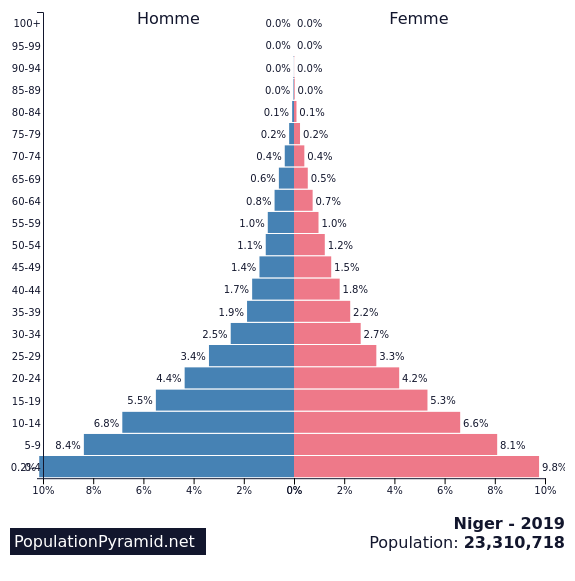 Homme Femme
100+ 0.0% 0.0%
95-99 0.0% 0.0%
90-94 0.0% 0.0%
85-89 0.0% 0.0%
80-84 0.1% 0.1%
75-79 0.2% 0.2%
70-74 0.4% 0.4%
65-69 0.6% 0.5%
60-64 0.8% 0.7%
55-59 1.0% 1.0%
50-54 1.1% 1.2%
45-49 1.4% 1.5%
40-44 1.7% 1.8%
35-39 1.9% 2.2%
30-34 2.5% 2.7%
25-29 3.4% 3.3%
20-24 4.4% 4.2%
15-19 5.5% 5.3%
10-14 6.8% 6.6%
5-9 8.4% 8.1%
9.8%
10% 8% 6% 4% 2% 0% 2% 4% 6% 8% 10%
Niger - 2019
PopulationPyramid.net
Population: 23,310,718